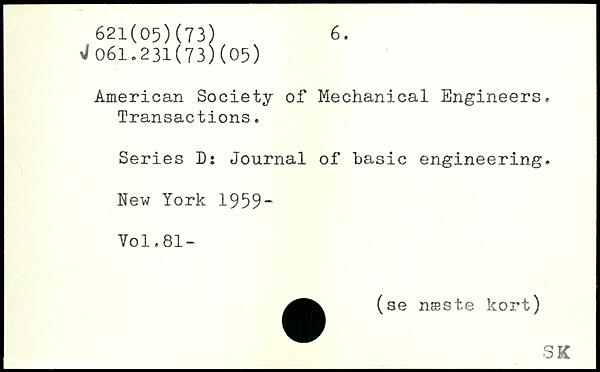 621(05)(73) 6.
✓061.231(73)(05)
American Society of Mechanical Engineers.
Transactions.
Series D: Journal of basic engineering.
New York 1959-
Vol.81-
(se næste kort)
SK